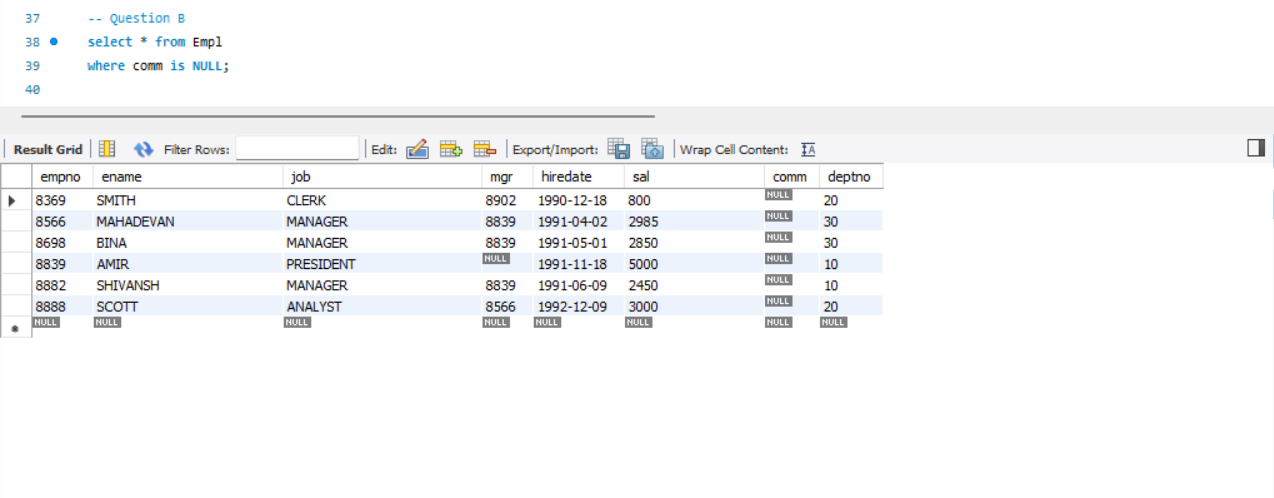 37 -- Question B
38 select * from Empl
39 where comm is NULL;
40
Result Grid Filter Rows: Edit: Export/Import: Wrap Cell Content: IA
empno ename job mgr hiredate sal comm deptno
8369 SMITH CLERK 8902 1990-12-18 800 NULL 20
8566 MAHADEVAN MANAGER 8839 1991-04-02 2985 NULL 30
8698 BINA MANAGER 8839 1991-05-01 2850 NULL 30
8839 AMIR PRESIDENT NULL 1991-11-18 5000 NULL 10
8882 SHIVANSH MANAGER 8839 1991-06-09 2450 NULL 10
8888 SCOTT ANALYST 8566 1992-12-09 3000 NULL 20
NULL NULL NULL NULL NULL NULL NULL NULL